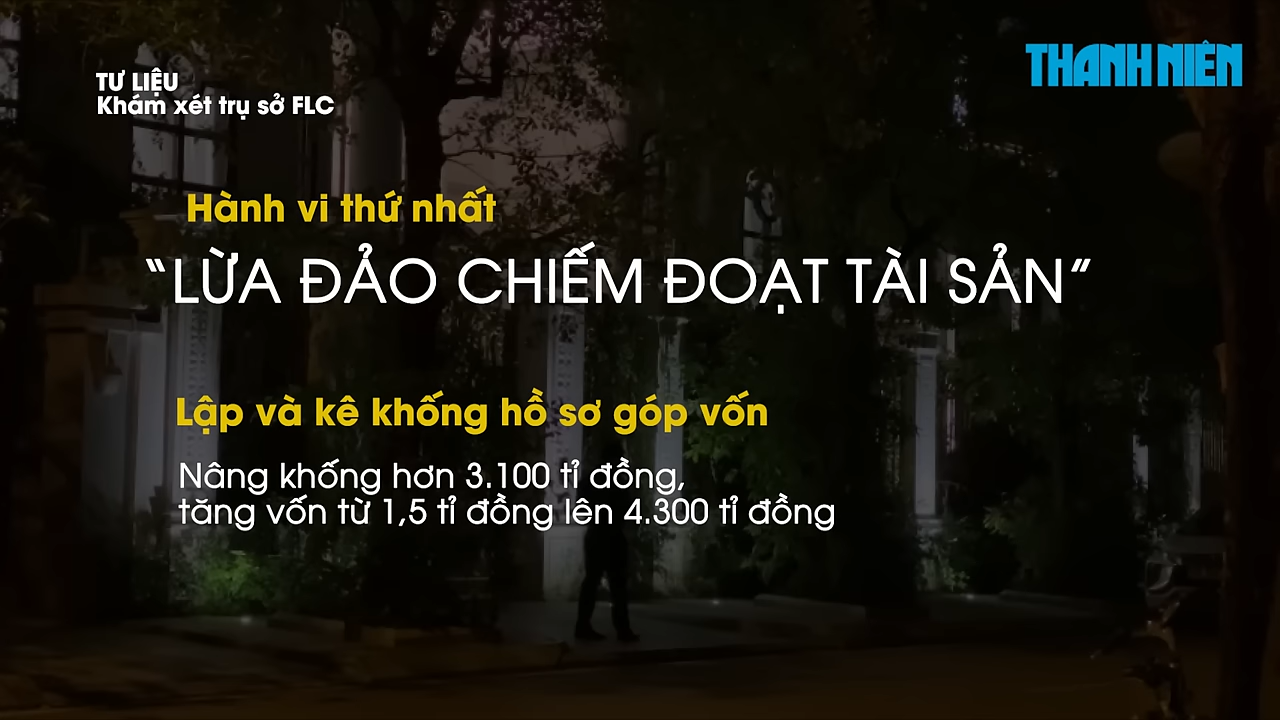 TƯ LIỆU
Khám xét trụ sở FLC
THANH NIÊN
Hành vi thứ nhất
“LỪA ĐẢO CHIẾM ĐOẠT TÀI SẢN”
Lập và kê khống hồ sơ góp vốn
Nâng khống hơn 3.100 tỉ đồng,
tăng vốn từ 1,5 tỉ đồng lên 4.300 tỉ đồng